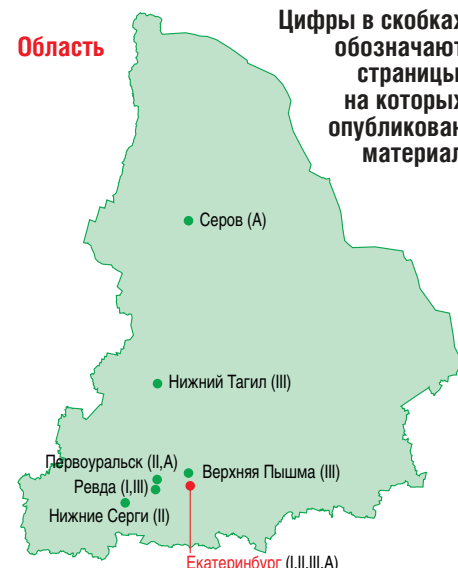 Область
Цифры в скобках
обозначают
страницы,
на которых
опубликован
материал
Серов (А)
Нижний Тагил (III)
Первоуральск (II,А)
Верхняя Пышма (III)
Ревда (I,III)
Нижние Серги (II)
Екатеринбург (I,II,III,А)